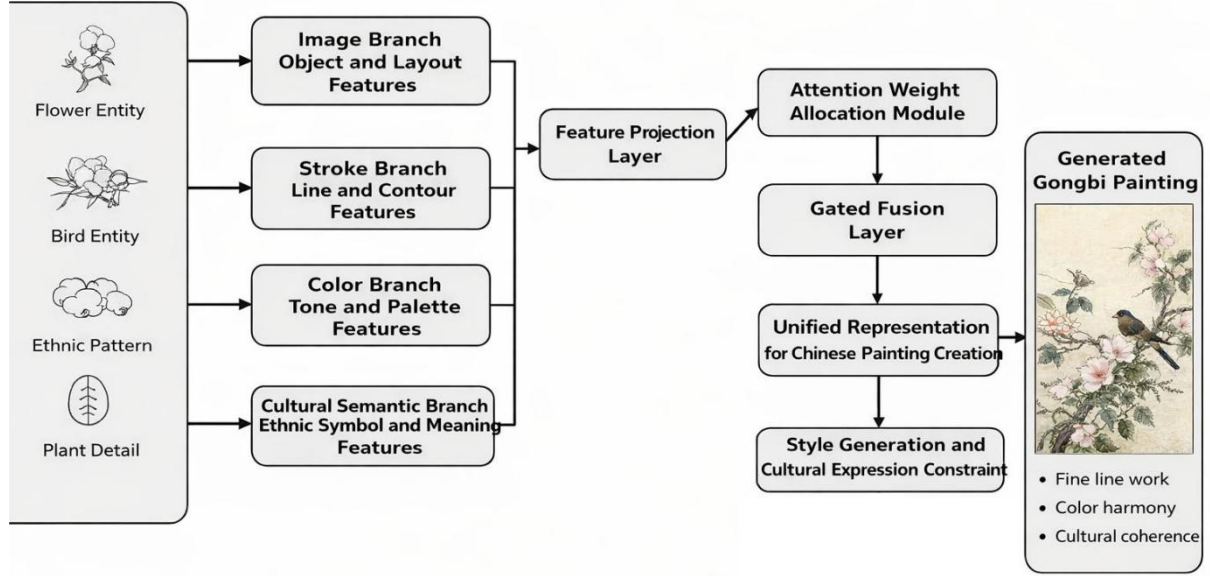 Flower Entity
Bird Entity
Ethnic Pattern
Plant Detail
Image Branch
Object and Layout
Features
Stroke Branch
Line and Contour
Features
Color Branch
Tone and Palette
Features
Cultural Semantic Branch
Ethnic Symbol and Meaning
Features
Feature Projection
Layer
Attention Weight
Allocation Module
Gated Fusion
Layer
Unified Representation
for Chinese Painting Creation
Style Generation and
Cultural Expression Constraint
Generated
Gongbi Painting
• Fine line work
• Color harmony
• Cultural coherence